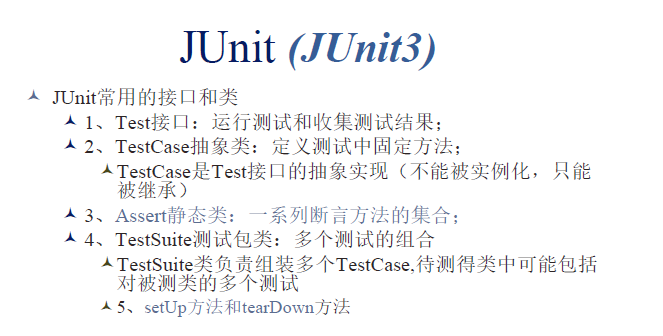 JUnit (JUnit3)
JUnit常用的接口和类
1、Test接口：运行测试和收集测试结果；
2、TestCase抽象类：定义测试中固定方法；
TestCase是Test接口的抽象实现（不能被实例化，只能
被继承）
3、Assert静态类：一系列断言方法的集合；
4、TestSuite测试包类：多个测试的组合
TestSuite类负责组装多个TestCase,待测得类中可能包括
对被测类的多个测试
5、setUp方法和tearDown方法